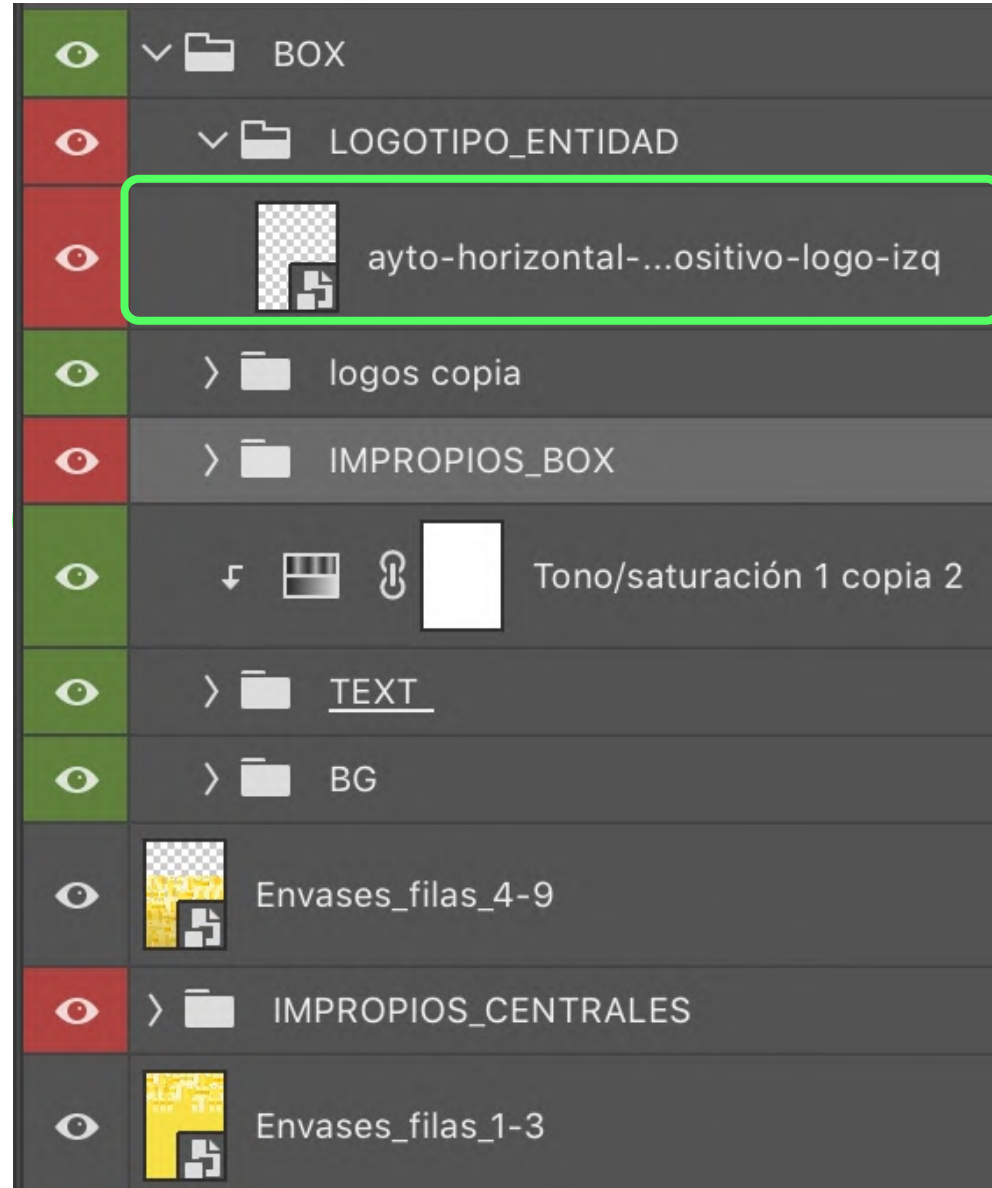 BOX
LOGOTIPO_ENTIDAD
ayto-horizontal-...ositivo-logo-izq
logos copia
IMPROPIOS_BOX
Tono/saturación 1 copia 2
TEXT
BG
Envases_filas_4-9
IMPROPIOS_CENTRALES
Envases_filas_1-3